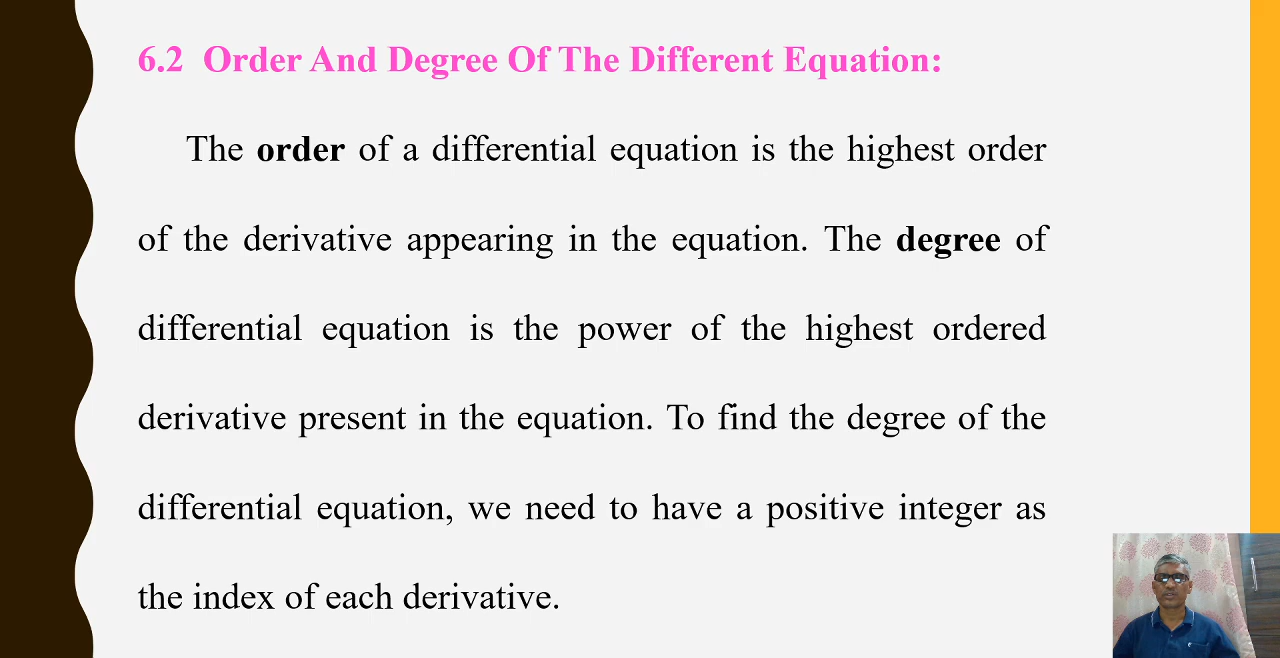 6.2 Order And Degree Of The Different Equation:
The order of a differential equation is the highest order
of the derivative appearing in the equation. The degree of
differential equation is the power of the highest ordered
derivative present in the equation. To find the degree of the
differential equation, we need to have a positive integer as
the index of each derivative.